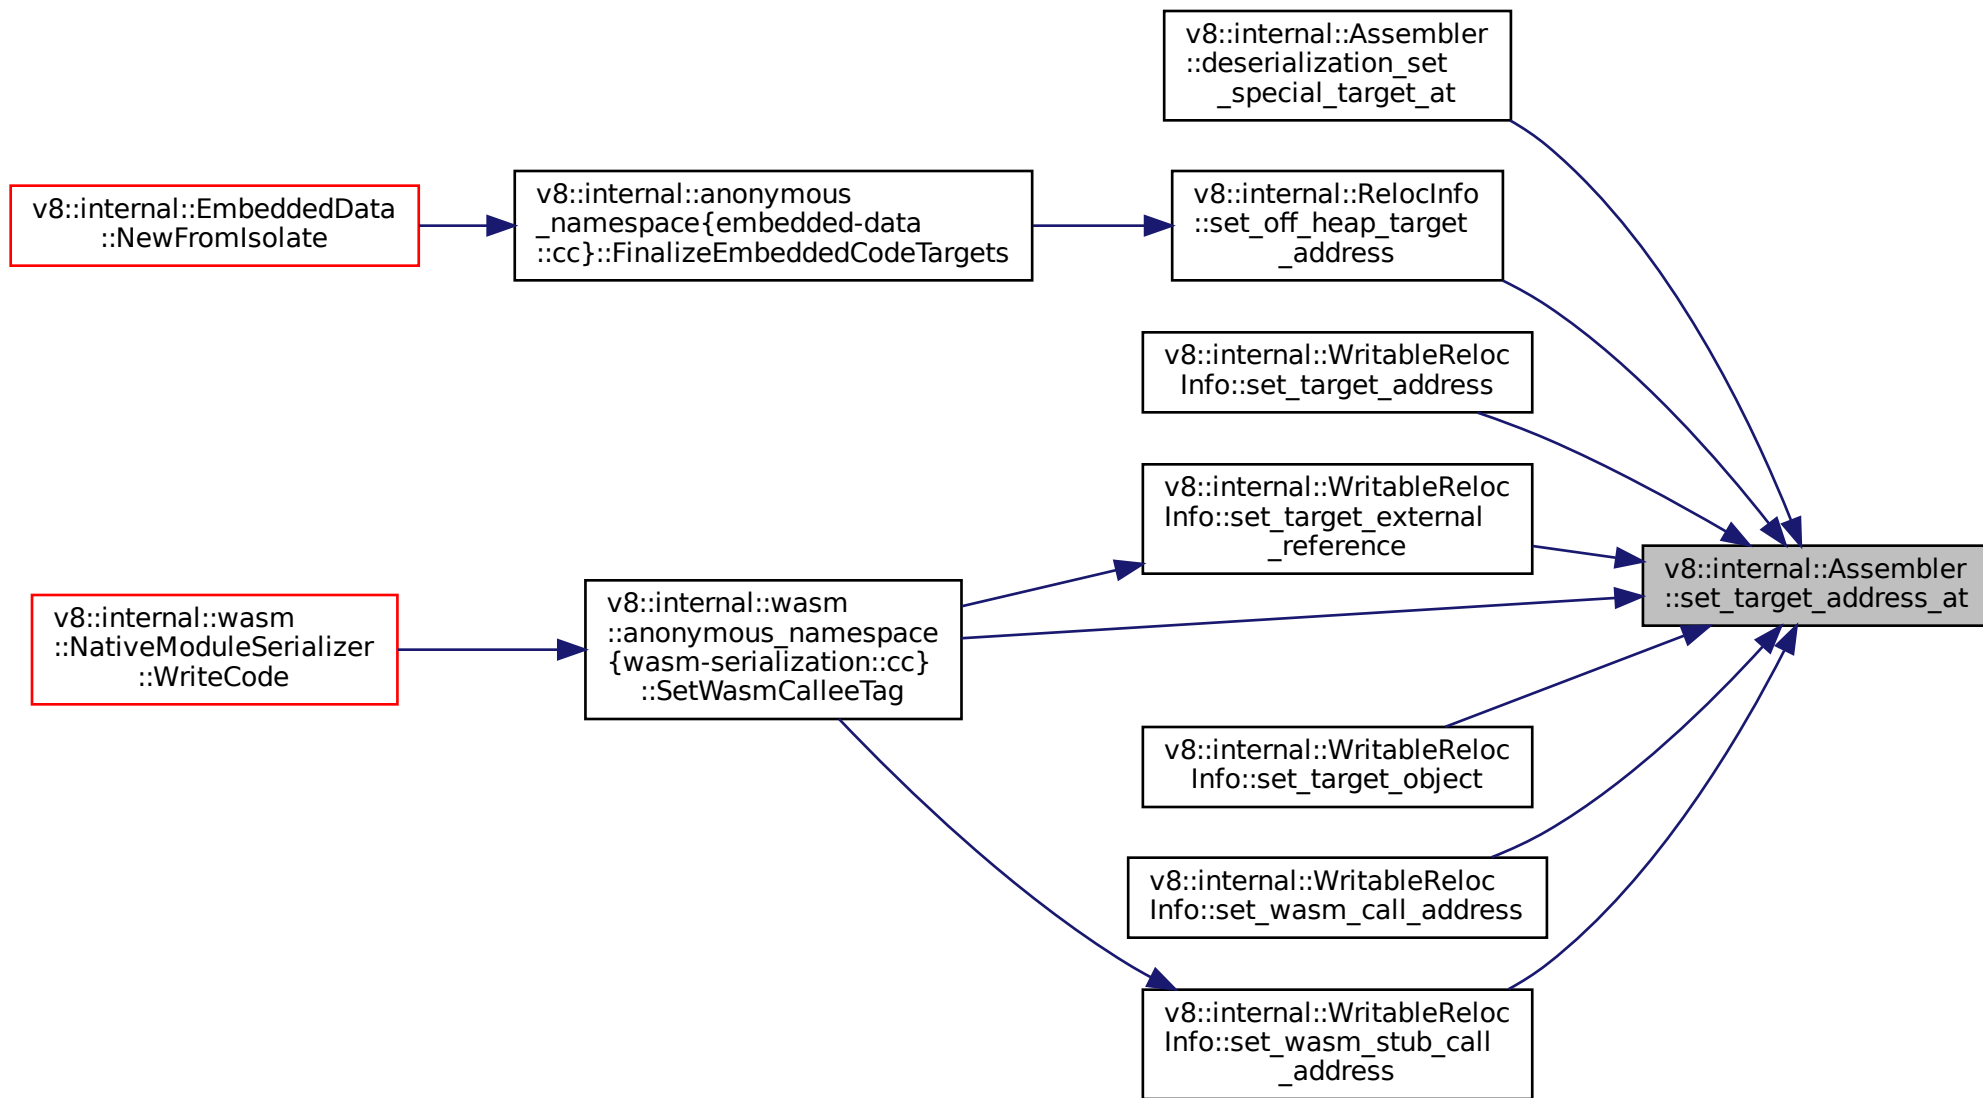 v8::internal::Assembler
::deserialization_set
_special_target_at
v8::internal::EmbeddedData
::NewFromIsolate
v8::internal::anonymous
_namespace{embedded-data
::cc}::FinalizeEmbeddedCodeTargets
v8::internal::RelocInfo
::set_off_heap_target
_address
v8::internal::WritableReloc
Info::set_target_address
v8::internal::WritableReloc
Info::set_target_external
_reference
v8::internal::Assembler
::set_target_address_at
v8::internal::wasm
::NativeModuleSerializer
::WriteCode
v8::internal::wasm
::anonymous_namespace
{wasm-serialization::cc}
::SetWasmCalleeTag
v8::internal::WritableReloc
Info::set_target_object
v8::internal::WritableReloc
Info::set_wasm_call_address
v8::internal::WritableReloc
Info::set_wasm_stub_call
_address